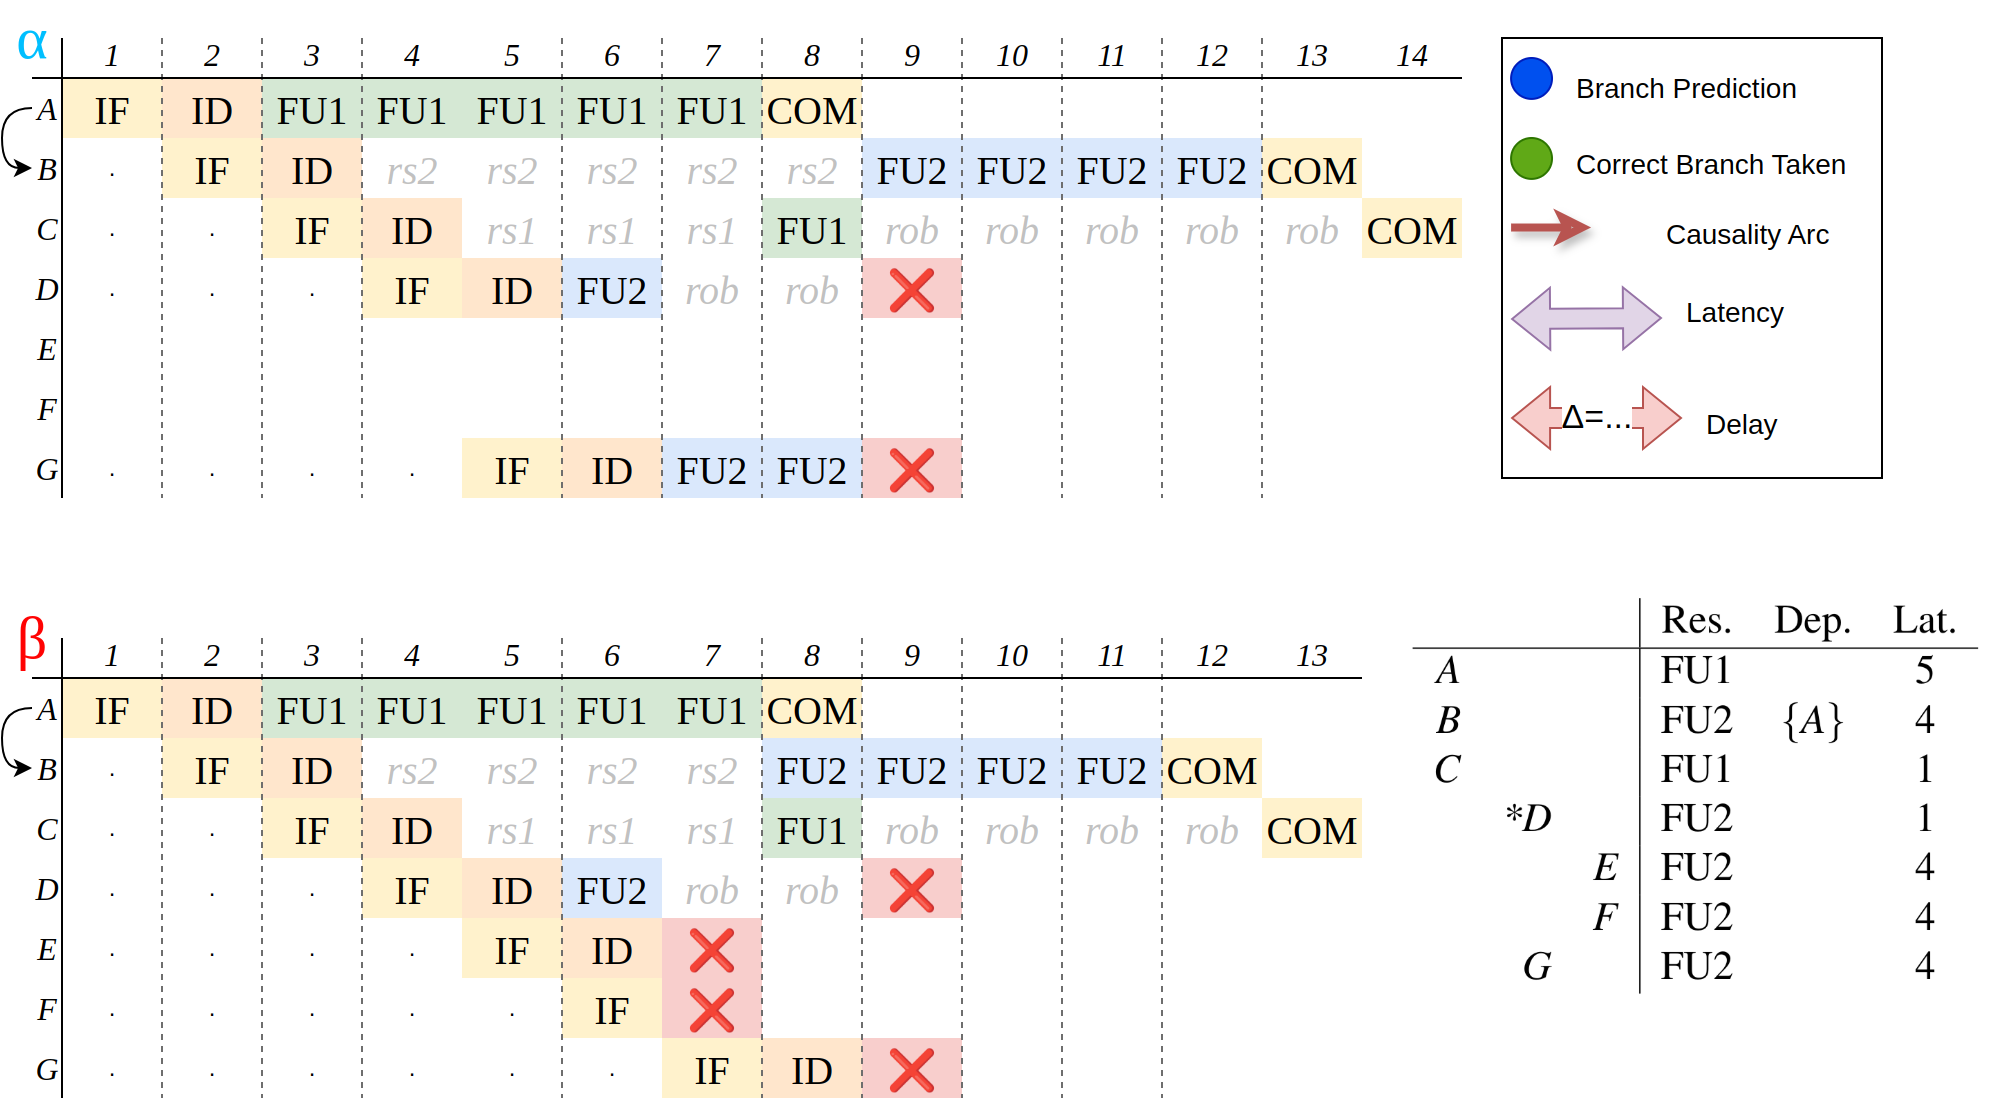 α
1 2 3 4 5 6 7 8 9 10 11 12 13 14
A IF ID FU1 FU1 FU1 FU1 FU1 COM
B . IF ID rs2 rs2 rs2 rs2 rs2 FU2 FU2 FU2 FU2 COM
C . . IF ID rs1 rs1 rs1 FU1 rob rob rob rob rob COM
D . . . IF ID FU2 rob rob ❌
E
F
G . . . . IF ID FU2 FU2 ❌
Branch Prediction
Correct Branch Taken
Causality Arc
Latency
Δ=... Delay
β
1 2 3 4 5 6 7 8 9 10 11 12 13
A IF ID FU1 FU1 FU1 FU1 FU1 COM
B . IF ID rs2 rs2 rs2 rs2 FU2 FU2 FU2 FU2 COM
C . . IF ID rs1 rs1 rs1 FU1 rob rob rob rob COM
D . . . IF ID FU2 rob rob ❌
E . . . . IF ID ❌
F . . . . . IF ❌
G . . . . . . IF ID ❌
Res. Dep. Lat.
A FU1 5
B FU2 {A} 4
C FU1 1
*D FU2 1
E FU2 4
F FU2 4
G FU2 4